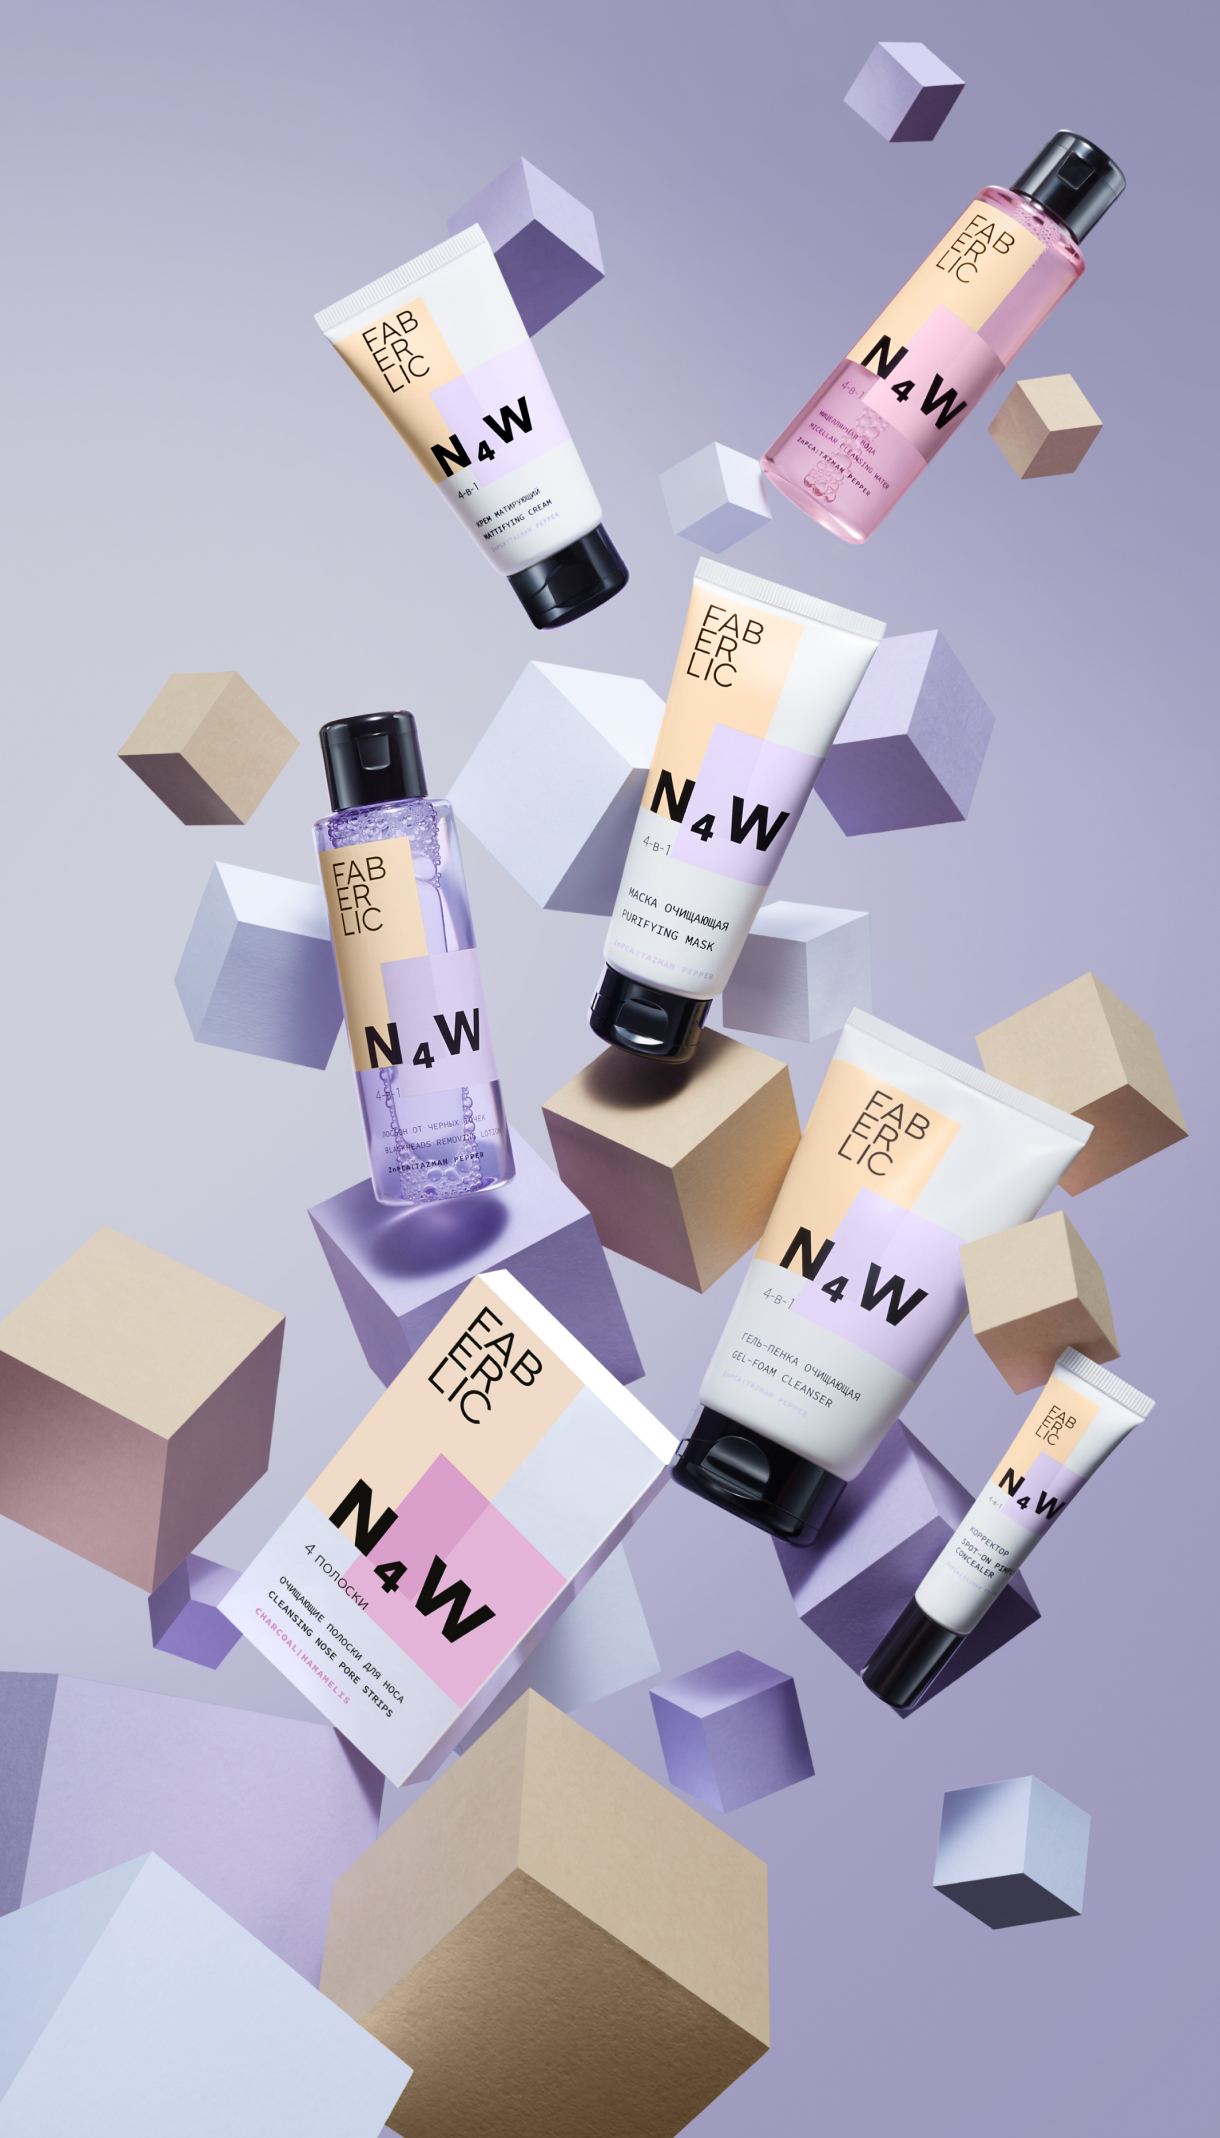 FAB
ER
LIC
N4W
4-в-1
МИЦЕЛЛЯРНАЯ ВОДА
MICELLAR CLEANSING WATER
ZnPCA|TAZMAN PEPPER
FAB
ER
LIC
N4W
4-в-1
КРЕМ МАТИРУЮЩИЙ
MATTIFYING CREAM
ZnPCA|TAZMAN PEPPER
FAB
ER
LIC
N4W
4-в-1
МАСКА ОЧИЩАЮЩАЯ
PURIFYING MASK
ZnPCA|TAZMAN PEPPER
FAB
ER
LIC
N4W
4-в-1
ЛОСЬОН ОТ ЧЕРНЫХ ТОЧЕК
BLACKHEADS REMOVING LOTION
ZnPCA|TAZMAN PEPPER
FAB
ER
LIC
N4W
4-в-1
ГЕЛЬ-ПЕНКА ОЧИЩАЮЩАЯ
GEL-FOAM CLEANSER
ZnPCA|TAZMAN PEPPER
FAB
ER
LIC
N4W
4 ПОЛОСКИ
ОЧИЩАЮЩИЕ ПОЛОСКИ ДЛЯ НОСА
CLEANSING NOSE PORE STRIPS
CHARCOAL|HAMAMELIS
FAB
ER
LIC
N4W
4-в-1
КОРРЕКТОР
SPOT-ON
CONCEALER